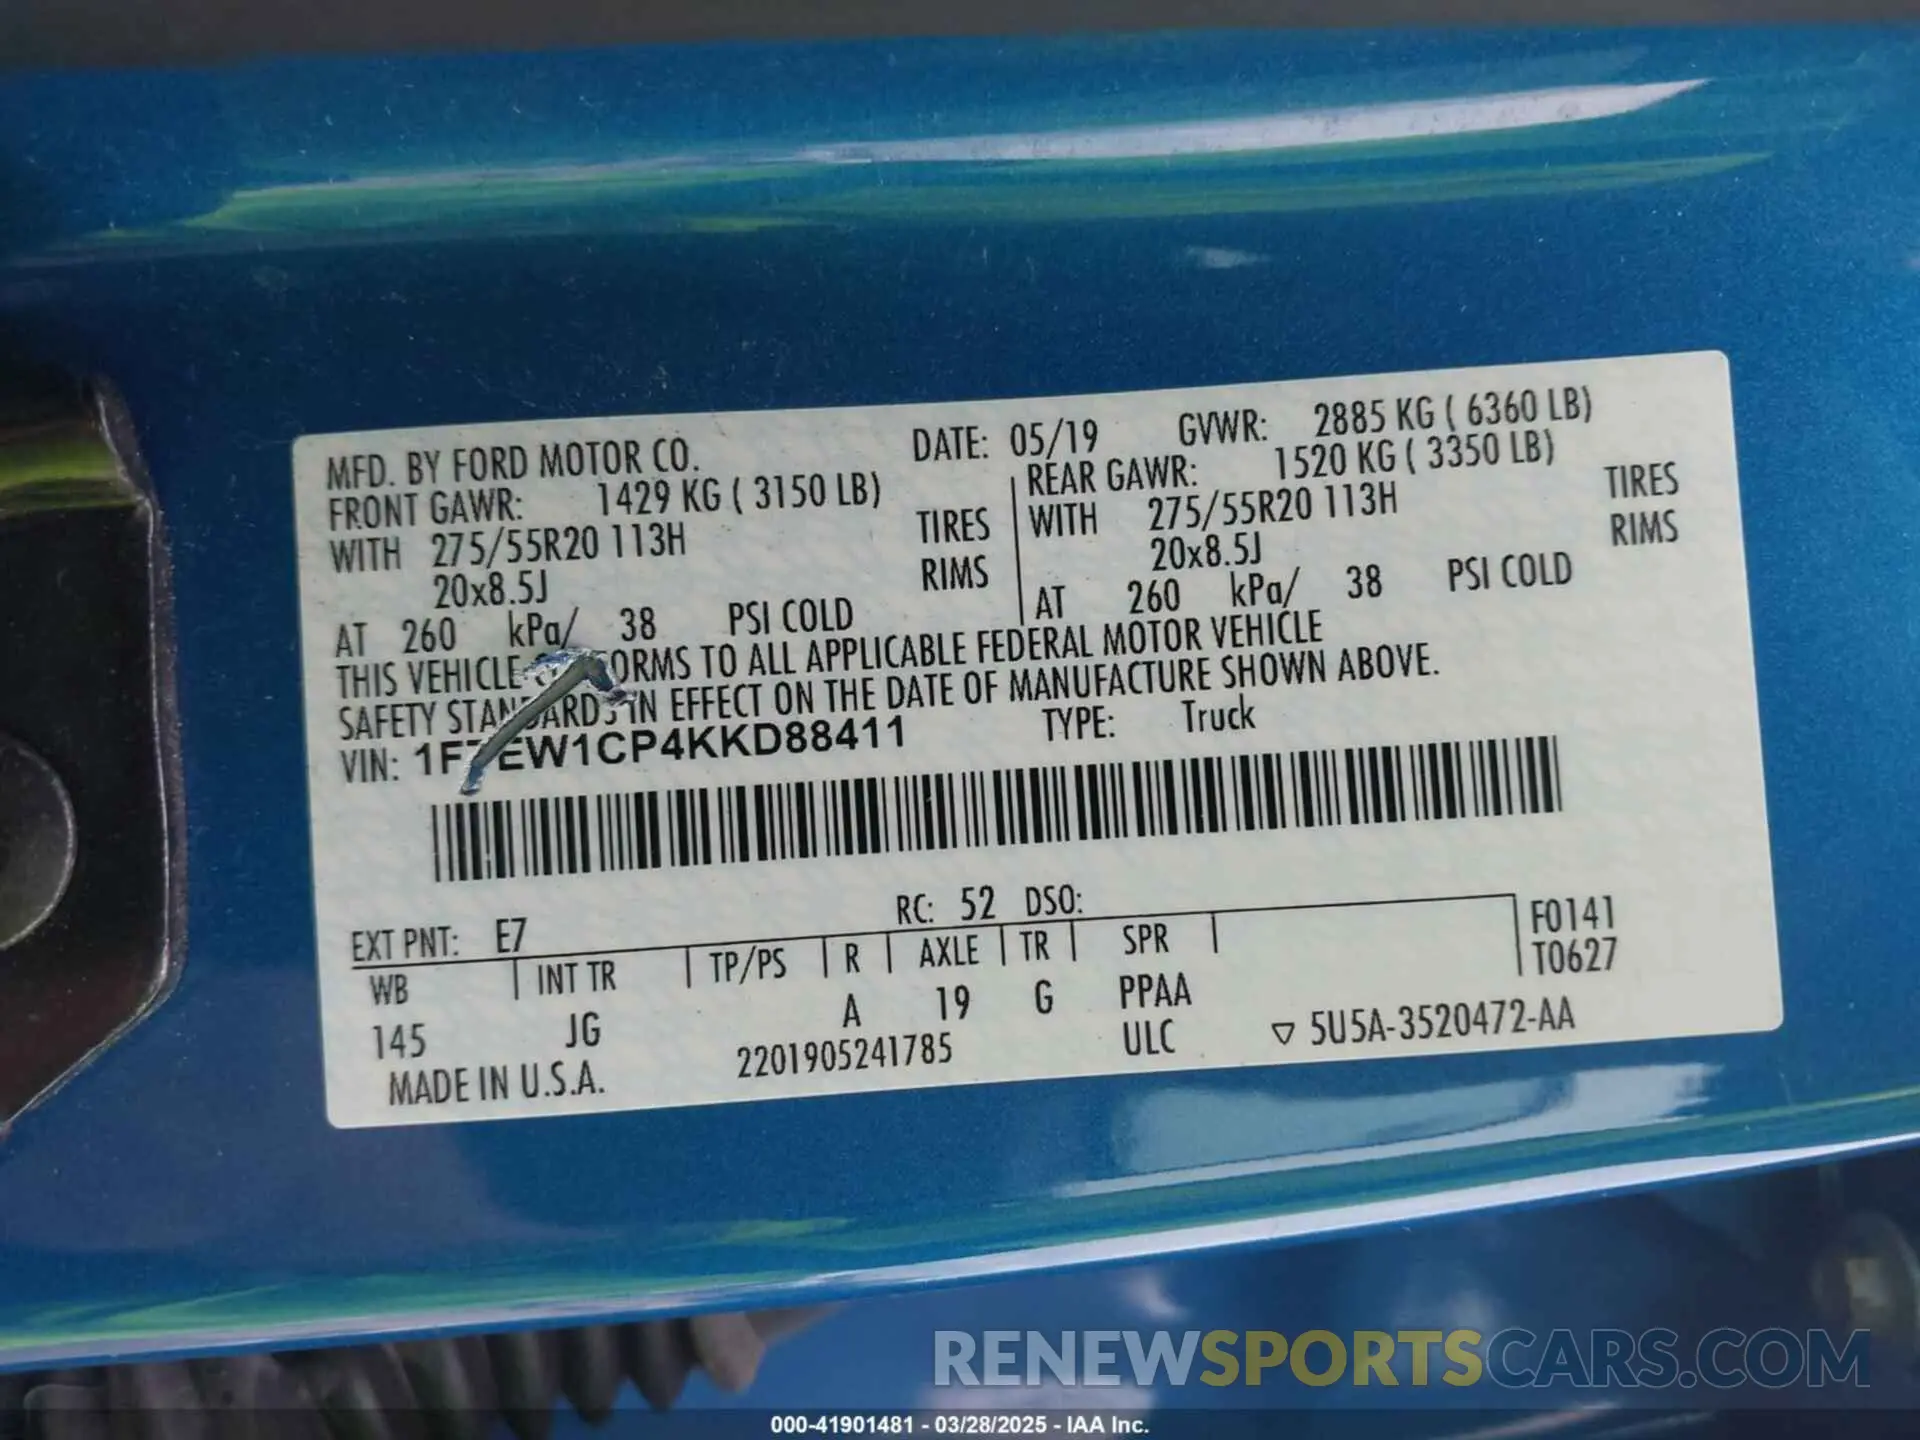 MFD. BY FORD MOTOR CO. DATE: 05/19 GVWR: 2885 KG ( 6360 LB)
FRONT GAWR: 1429 KG ( 3150 LB) REAR GAWR: 1520 KG ( 3350 LB)
WITH 275/55R20 113H TIRES WITH 275/55R20 113H TIRES
20x8.5J RIMS 20x8.5J RIMS
AT 260 kPa/ 38 PSI COLD AT 260 kPa/ 38 PSI COLD
THIS VEHICLE TO ALL APPLICABLE FEDERAL MOTOR VEHICLE
SAFETY STANDARDS IN EFFECT ON THE DATE OF MANUFACTURE SHOWN ABOVE.
VIN: TYPE: Truck
EXT PNT: E7 RC: 52 DSO: F0141
WB INT TR TP/PS R AXLE TR SPR T0627
145 JG A 19 G PPAA
MADE IN U.S.A. 2201905241785 ULC ▽ 5U5A-3520472-AA
RENEWSPORTSCARS.COM
000-41901481 - 03/28/2025 - IAA Inc.